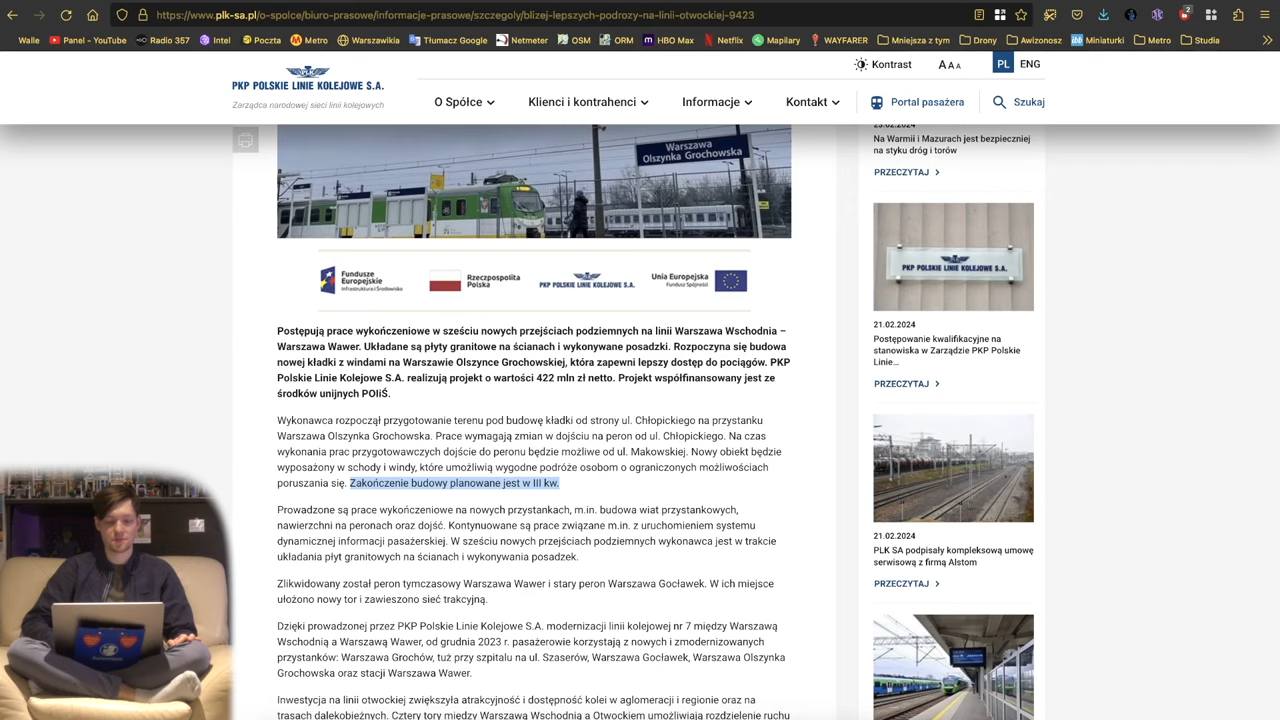 https://www.plk-sa.pl/o-spolce/biuro-prasowe/informacje-prasowe/szczegoly/blizej-lepszych-podrozy-w-aglomeracji-i-na-trasie-warszawa-lublin-nowy-przystanek-warszawa-olszynka-9423
2
Walle
Panel - YouTube
Radio 357
Intel
Poczta
Metro
SkyWarszawa
Tłumacz Google
Netmeter
OSM
ORM
HBO Max
Netflix
Mapilary
WAYFARER
Mniejsza z tym
Dronu
Awizonosz
Miniatuki
Metro
Studia
PLK
PKP POLSKIE LINIE KOLEJOWE S.A.
Zarządca narodowej sieci linii kolejowych
Kontrast
A A A
PL
ENG
O Spółce
Klienci i kontrahenci
Informacje
Kontakt
Portal pasażera
Szukaj
Warszawa
Olszynka Grochowska
Fundusze
Europejskie
Infrastruktura i Środowisko
Rzeczpospolita
Polska
PKP POLSKIE LINIE KOLEJOWE S.A.
Unia Europejska
Fundusz Spójności
Postępują prace wykończeniowe w sześciu nowych przejściach podziemnych na linii Warszawa Wschodnia –
Warszawa Wawer. Układane są płyty granitowe na ścianach i wykonywane posadzki. Rozpoczyna się budowa
nowej kładki z windami na Warszawie Olszynce Grochowskiej, która zapewni lepszy dostęp do pociągów. PKP
Polskie Linie Kolejowe S.A. realizują projekt o wartości 422 mln zł netto. Projekt współfinansowany jest ze
środków unijnych POIiŚ.
Wykonawca rozpoczął przygotowanie terenu pod budowę kładki od strony ul. Chłopickiego na przystanku
Warszawa Olszynka Grochowska. Prace wymagają zmian w dojściu na peron od ul. Chłopickiego. Na czas
wykonania prac przygotowawczych dojście do peronu będzie możliwe od ul. Makowskiej. Nowy obiekt będzie
wyposażony w schody i windy, które umożliwią wygodne podróże osobom o ograniczonych możliwościach
poruszania się. Zakończenie budowy planowane jest w III kw.
Prowadzone są prace wykończeniowe na nowych przystankach, m.in. budowa wiat przystankowych,
nawierzchni na peronach oraz dojść. Kontynuowane są prace związane m.in. z uruchomieniem systemu
dynamicznej informacji pasażerskiej. W sześciu nowych przejściach podziemnych wykonawca jest w trakcie
układania płyt granitowych na ścianach i wykonywania posadzek.
Zlikwidowany został peron tymczasowy Warszawa Wawer i stary peron Warszawa Gocławek. W ich miejsce
ułożono nowy tor i zawieszono sieć trakcyjną.
Dzięki prowadzonej przez PKP Polskie Linie Kolejowe S.A. modernizacji linii kolejowej nr 7 między Warszawą
Wschodnią a Warszawą Wawer, od grudnia 2023 r. pasażerowie korzystają z nowych i zmodernizowanych
przystanków: Warszawa Grochów, tuż przy szpitalu na ul. Szaserów, Warszawa Gocławek, Warszawa Olszynka
Grochowska oraz stacji Warszawa Wawer.
Inwestycja na linii otwockiej zwiększyła atrakcyjność i dostępność kolei w aglomeracji i regionie oraz na
trasach dalekobieżnych. Cztery tory między Warszawą Wschodnią a Otwockiem umożliwiają rozdzielenie ruchu
23.02.2024
Na Warmii i Mazurach jest bezpieczniej
na styku dróg i torów
PRZECZYTAJ
PKP POLSKIE LINIE KOLEJOWE S.A.
21.02.2024
Postępowanie kwalifikacyjne na
stanowiska w Zarządzie PKP Polskie
Linie...
PRZECZYTAJ
21.02.2024
PLK SA podpisały kompleksową umowę
serwisową z firmą Alstom
PRZECZYTAJ